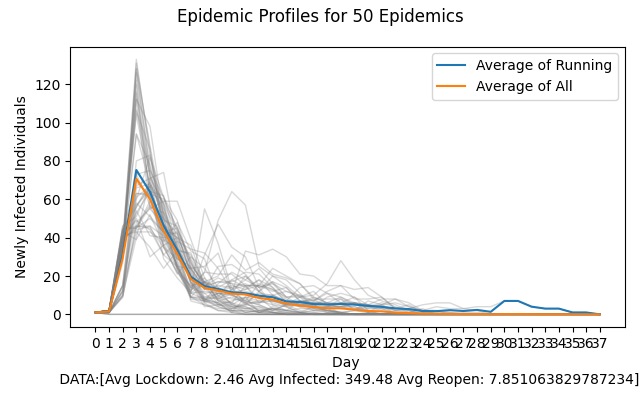 Epidemic Profiles for 50 Epidemics
Average of Running
Average of All
Newly Infected Individuals
120
100
80
60
40
20
0
0 1 2 3 4 5 6 7 8 9 10 11 12 13 14 15 16 17 18 19 20 21 22 23 24 25 26 27 28 29 30 31 32 33 34 35 36 37
Day
DATA:[Avg Lockdown: 2.46 Avg Infected: 349.48 Avg Reopen: 7.851063829787234]